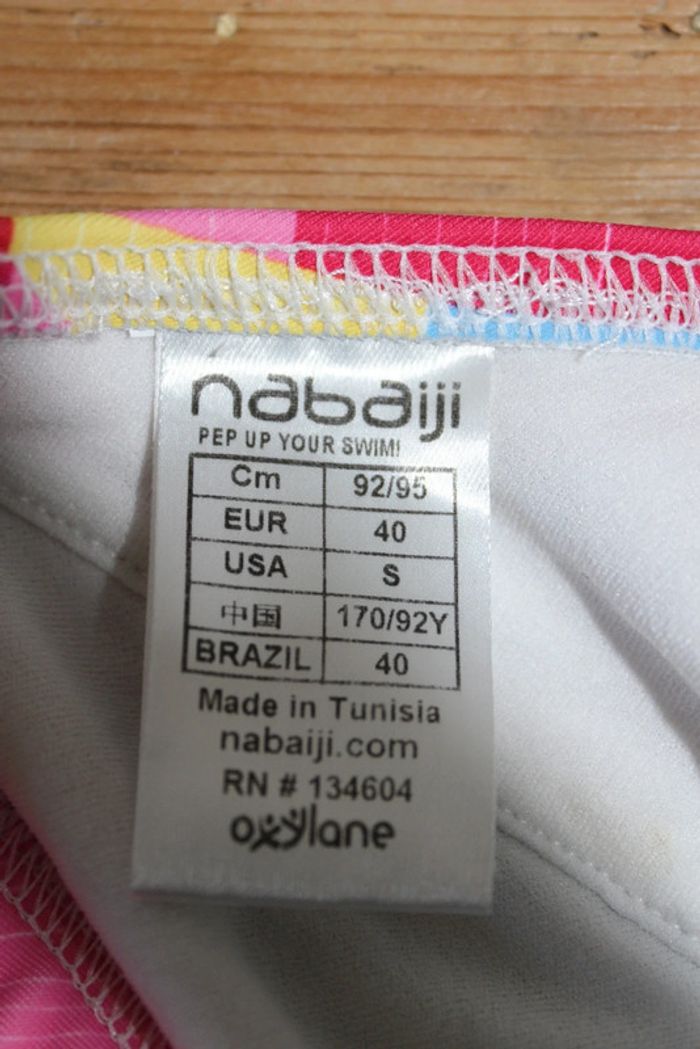 nabaiji
PEP UP YOUR SWIM!
Cm 92/95
EUR 40
USA S
中国 170/92Y
BRAZIL 40
Made in Tunisia
nabaiji.com
RN # 134604
oxylane